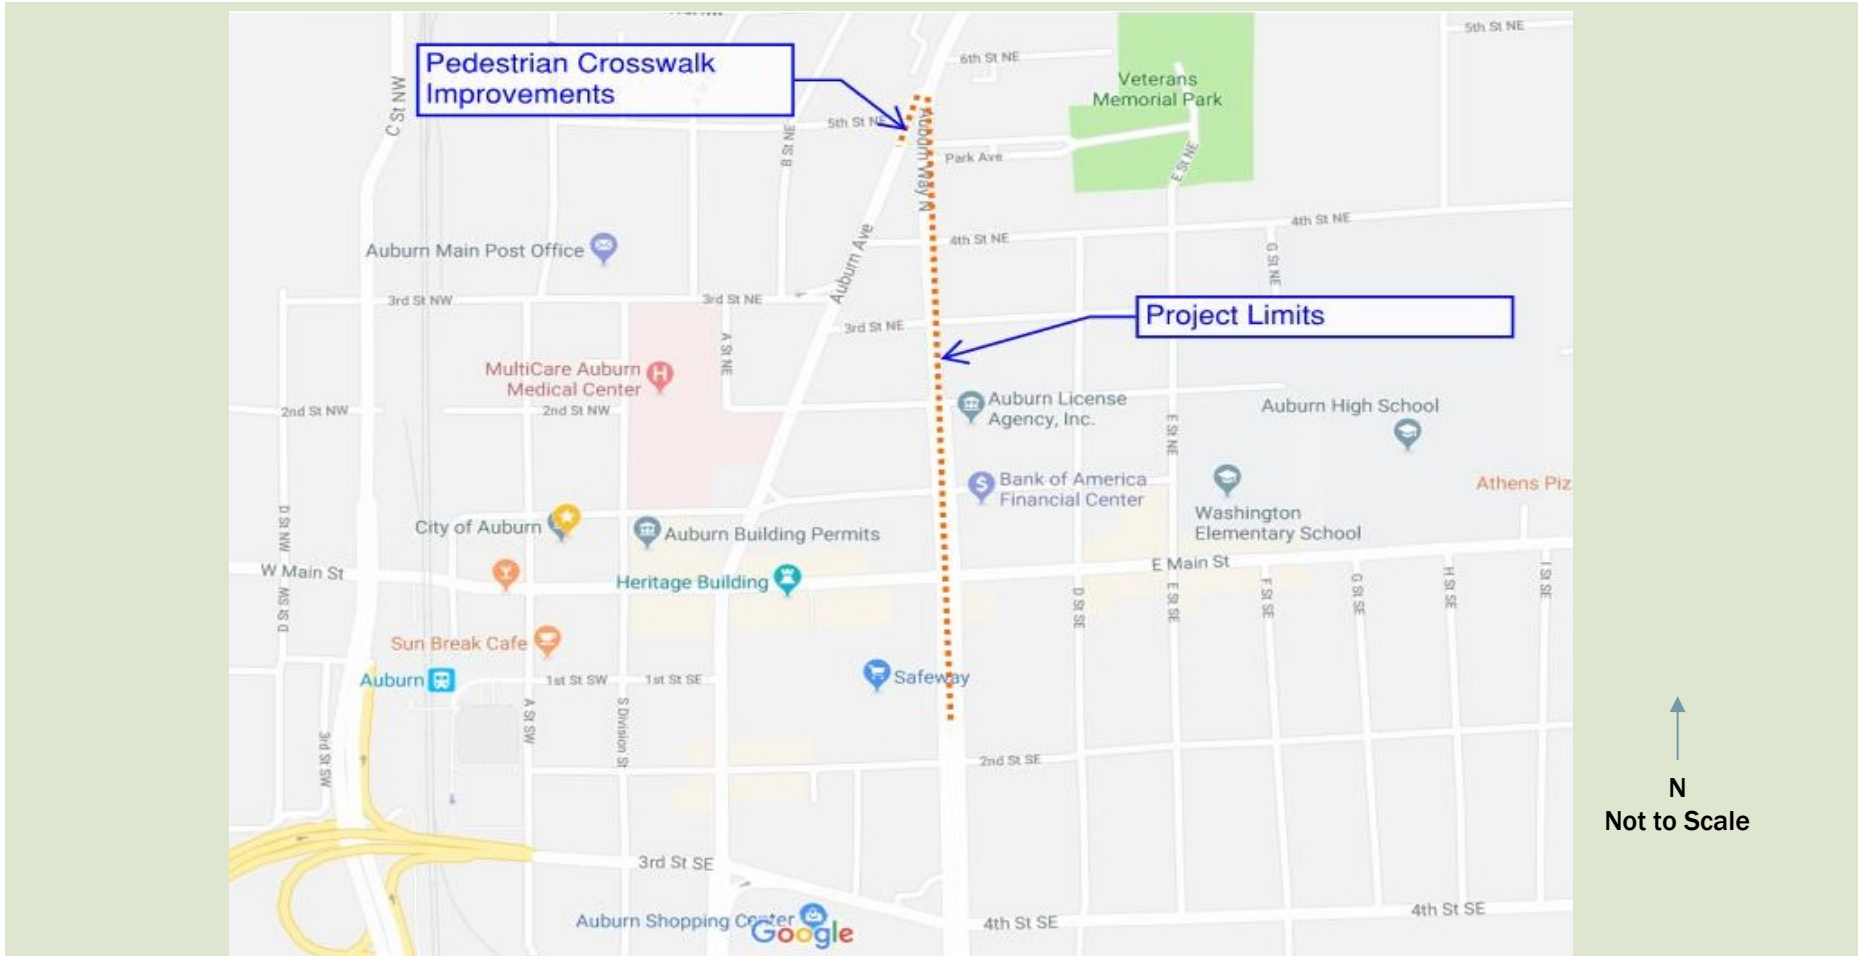 5th St NE
6th St NE
Pedestrian Crosswalk
Improvements
Veterans
Memorial Park
C St NW
5th St NE
Auburn Way N
B St NE
Park Ave
E St NE
4th St NE
Auburn Main Post Office
Auburn Ave
4th St NE
G St NE
3rd St NW
3rd St NE
Project Limits
3rd St NE
A St NE
MultiCare Auburn
Medical Center
H
2nd St NW
2nd St NW
Auburn License
Agency, Inc.
E St NE
Auburn High School
$
Bank of America
Financial Center
Athens Piz
D St NW
City of Auburn
Auburn Building Permits
Washington
Elementary School
W Main St
Heritage Building
E Main St
D St SW
D St SE
E St SE
F St SE
G St SE
H St SE
I St SE
Sun Break Cafe
Auburn
1st St SW
1st St SE
Safeway
3rd St SW
A St SW
S Division St
2nd St SE
N
Not to Scale
3rd St SE
Auburn Shopping Center
Google
4th St SE
4th St SE